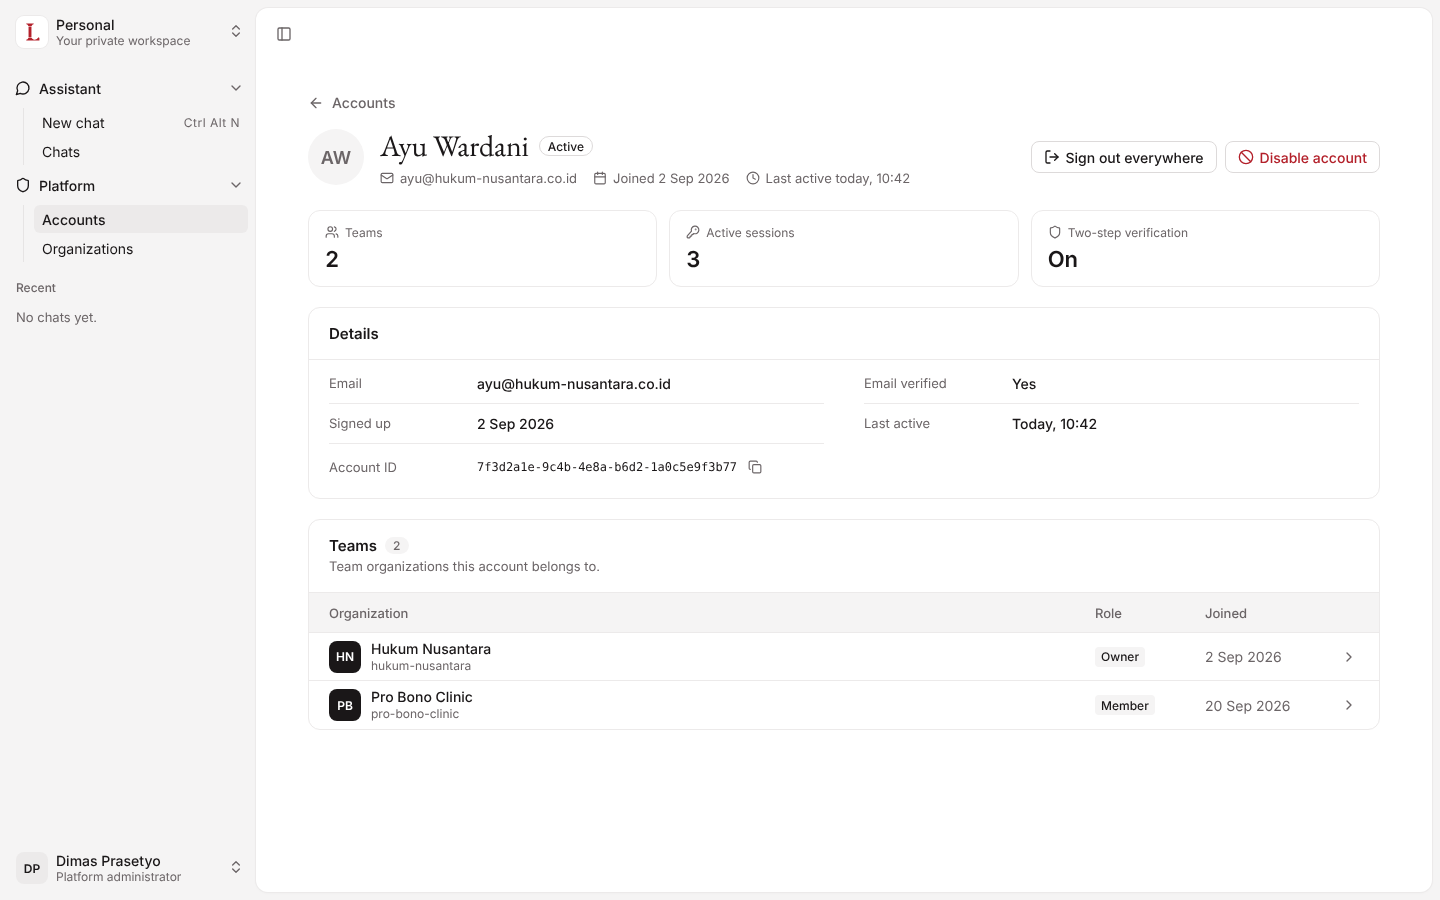 L
Personal
Your private workspace
Assistant
New chat Ctrl Alt N
Chats
Platform
Accounts
Organizations
Recent
No chats yet.
DP
Dimas Prasetyo
Platform administrator
Accounts
AW
Ayu Wardani Active
ayu@hukum-nusantara.co.id Joined 2 Sep 2026 Last active today, 10:42
Sign out everywhere Disable account
Teams
2
Active sessions
3
Two-step verification
On
Details
Email ayu@hukum-nusantara.co.id
Email verified Yes
Signed up 2 Sep 2026
Last active Today, 10:42
Account ID 7f3d2a1e-9c4b-4e8a-b6d2-1a0c5e9f3b77
Teams 2
Team organizations this account belongs to.
Organization Role Joined
HN Hukum Nusantara Owner 2 Sep 2026
hukum-nusantara
PB Pro Bono Clinic Member 20 Sep 2026
pro-bono-clinic